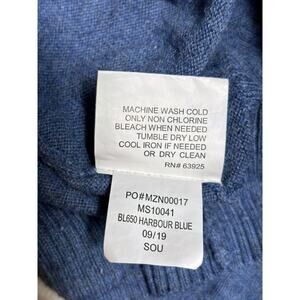 MACHINE WASH COLD
ONLY NON CHLORINE
BLEACH WHEN NEEDED
TUMBLE DRY LOW
COOL IRON IF NEEDED
OR DRY CLEAN
RN# 63925
PO#MZN00017
MS10041
BL650 HARBOUR BLUE
09/19
SOU